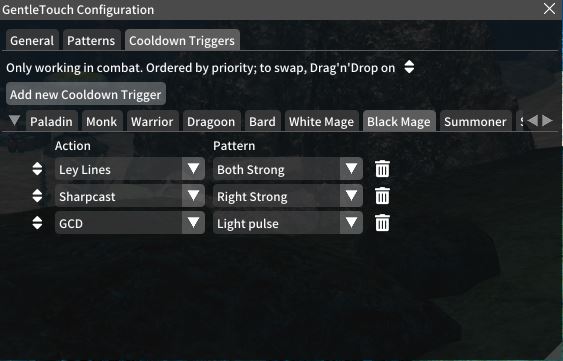 GentleTouch Configuration
General Patterns Cooldown Triggers
Only working in combat. Ordered by priority; to swap, Drag'n'Drop on
Add new Cooldown Trigger
Paladin Monk Warrior Dragoon Bard White Mage Black Mage Summoner
Action Pattern
Ley Lines Both Strong
Sharpcast Right Strong
GCD Light pulse